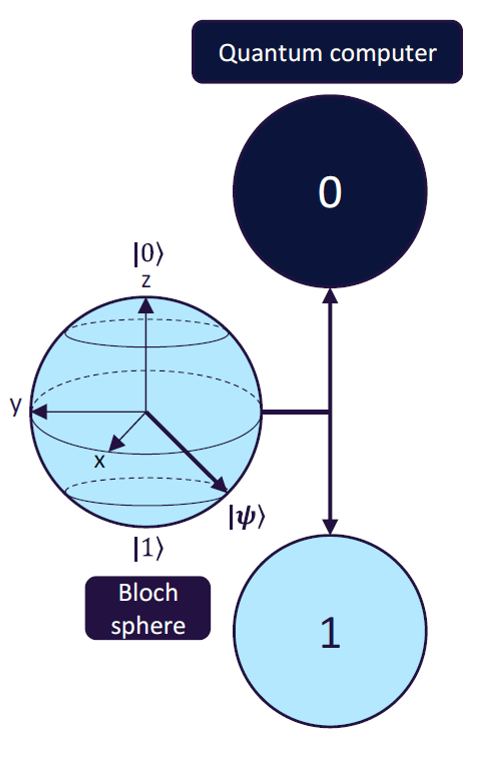 Quantum computer
0
|0⟩
z
y
x
|𝝍⟩
|1⟩
Bloch
sphere
1